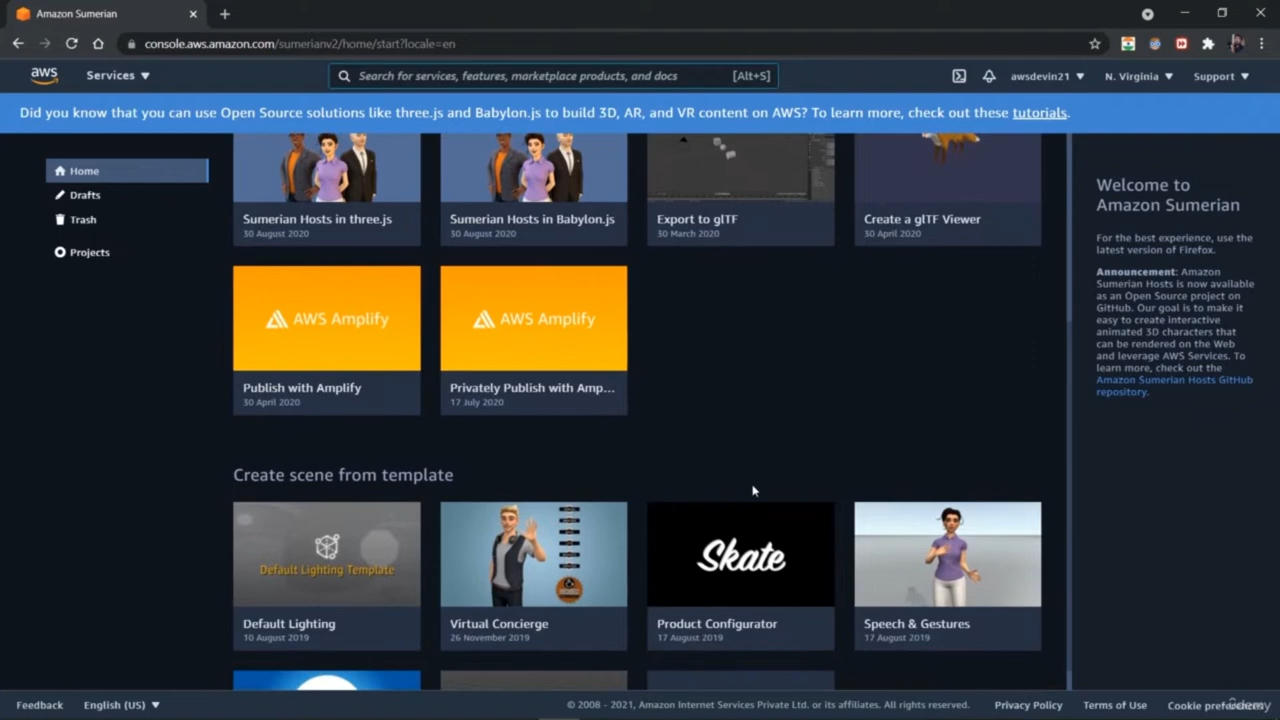 Amazon Sumerian
console.aws.amazon.com/sumerianv2/home/start?locale=en
aws
Services
Search for services, features, marketplace products, and docs
[Alt+S]
awsdevin21
N. Virginia
Support
Did you know that you can use Open Source solutions like three.js and Babylon.js to build 3D, AR, and VR content on AWS? To learn more, check out these tutorials.
Home
Drafts
Trash
Projects
Sumerian Hosts in three.js
30 August 2020
Sumerian Hosts in Babylon.js
30 August 2020
Export to glTF
30 March 2020
Create a glTF Viewer
30 April 2020
AWS Amplify
Publish with Amplify
30 April 2020
AWS Amplify
Privately Publish with Amp...
17 July 2020
Create scene from template
Default Lighting Template
Default Lighting
10 August 2019
Virtual Concierge
26 November 2019
Skate
Product Configurator
17 August 2019
Speech & Gestures
17 August 2019
Welcome to
Amazon Sumerian
For the best experience, use the
latest version of Firefox.
Announcement: Amazon
Sumerian Hosts is now available
as an Open Source project on
GitHub. Our goal is to make it
easy to create interactive
animated 3D characters that
can be rendered on the Web
and leverage AWS Services. To
learn more, check out the
Amazon Sumerian Hosts GitHub
repository.
Feedback
English (US)
© 2008 - 2021, Amazon Internet Services Private Ltd. or its affiliates. All rights reserved.
Privacy Policy
Terms of Use
Cookie preferences
Udemy